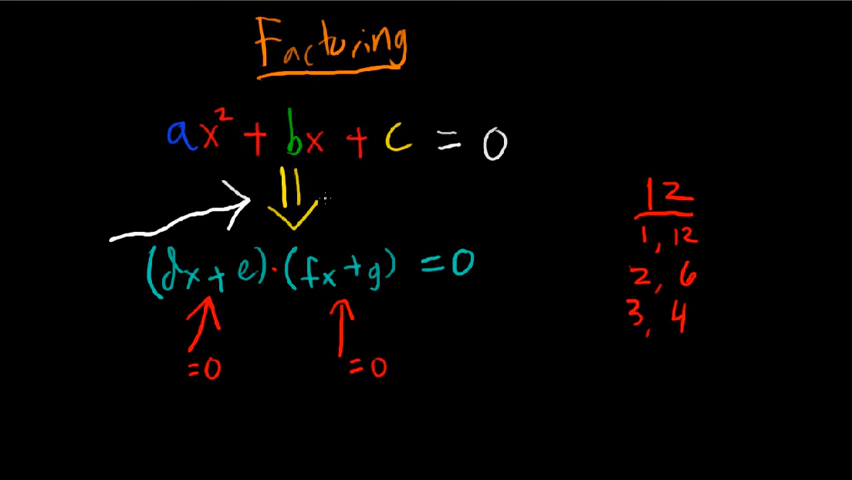 Factoring
ax² + bx + c = 0
(dx + e) · (fx + g) = 0
= 0
= 0
12
1, 12
2, 6
3, 4